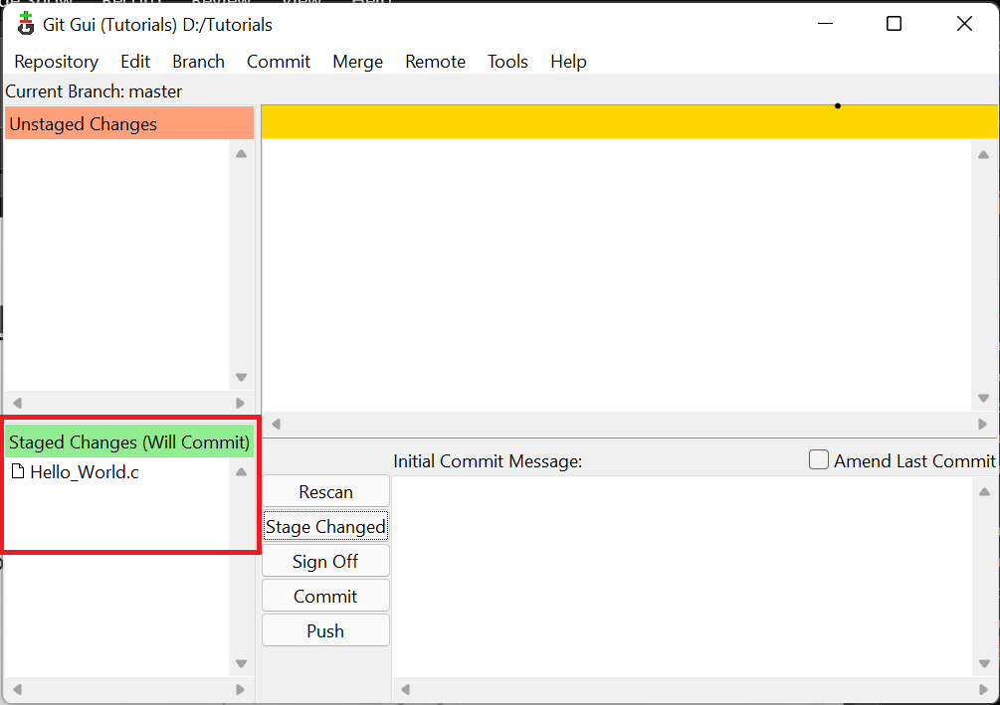 Git Gui (Tutorials) D:/Tutorials
Repository Edit Branch Commit Merge Remote Tools Help
Current Branch: master
Unstaged Changes
Staged Changes (Will Commit)
Hello_World.c
Initial Commit Message:
Amend Last Commit
Rescan
Stage Changed
Sign Off
Commit
Push